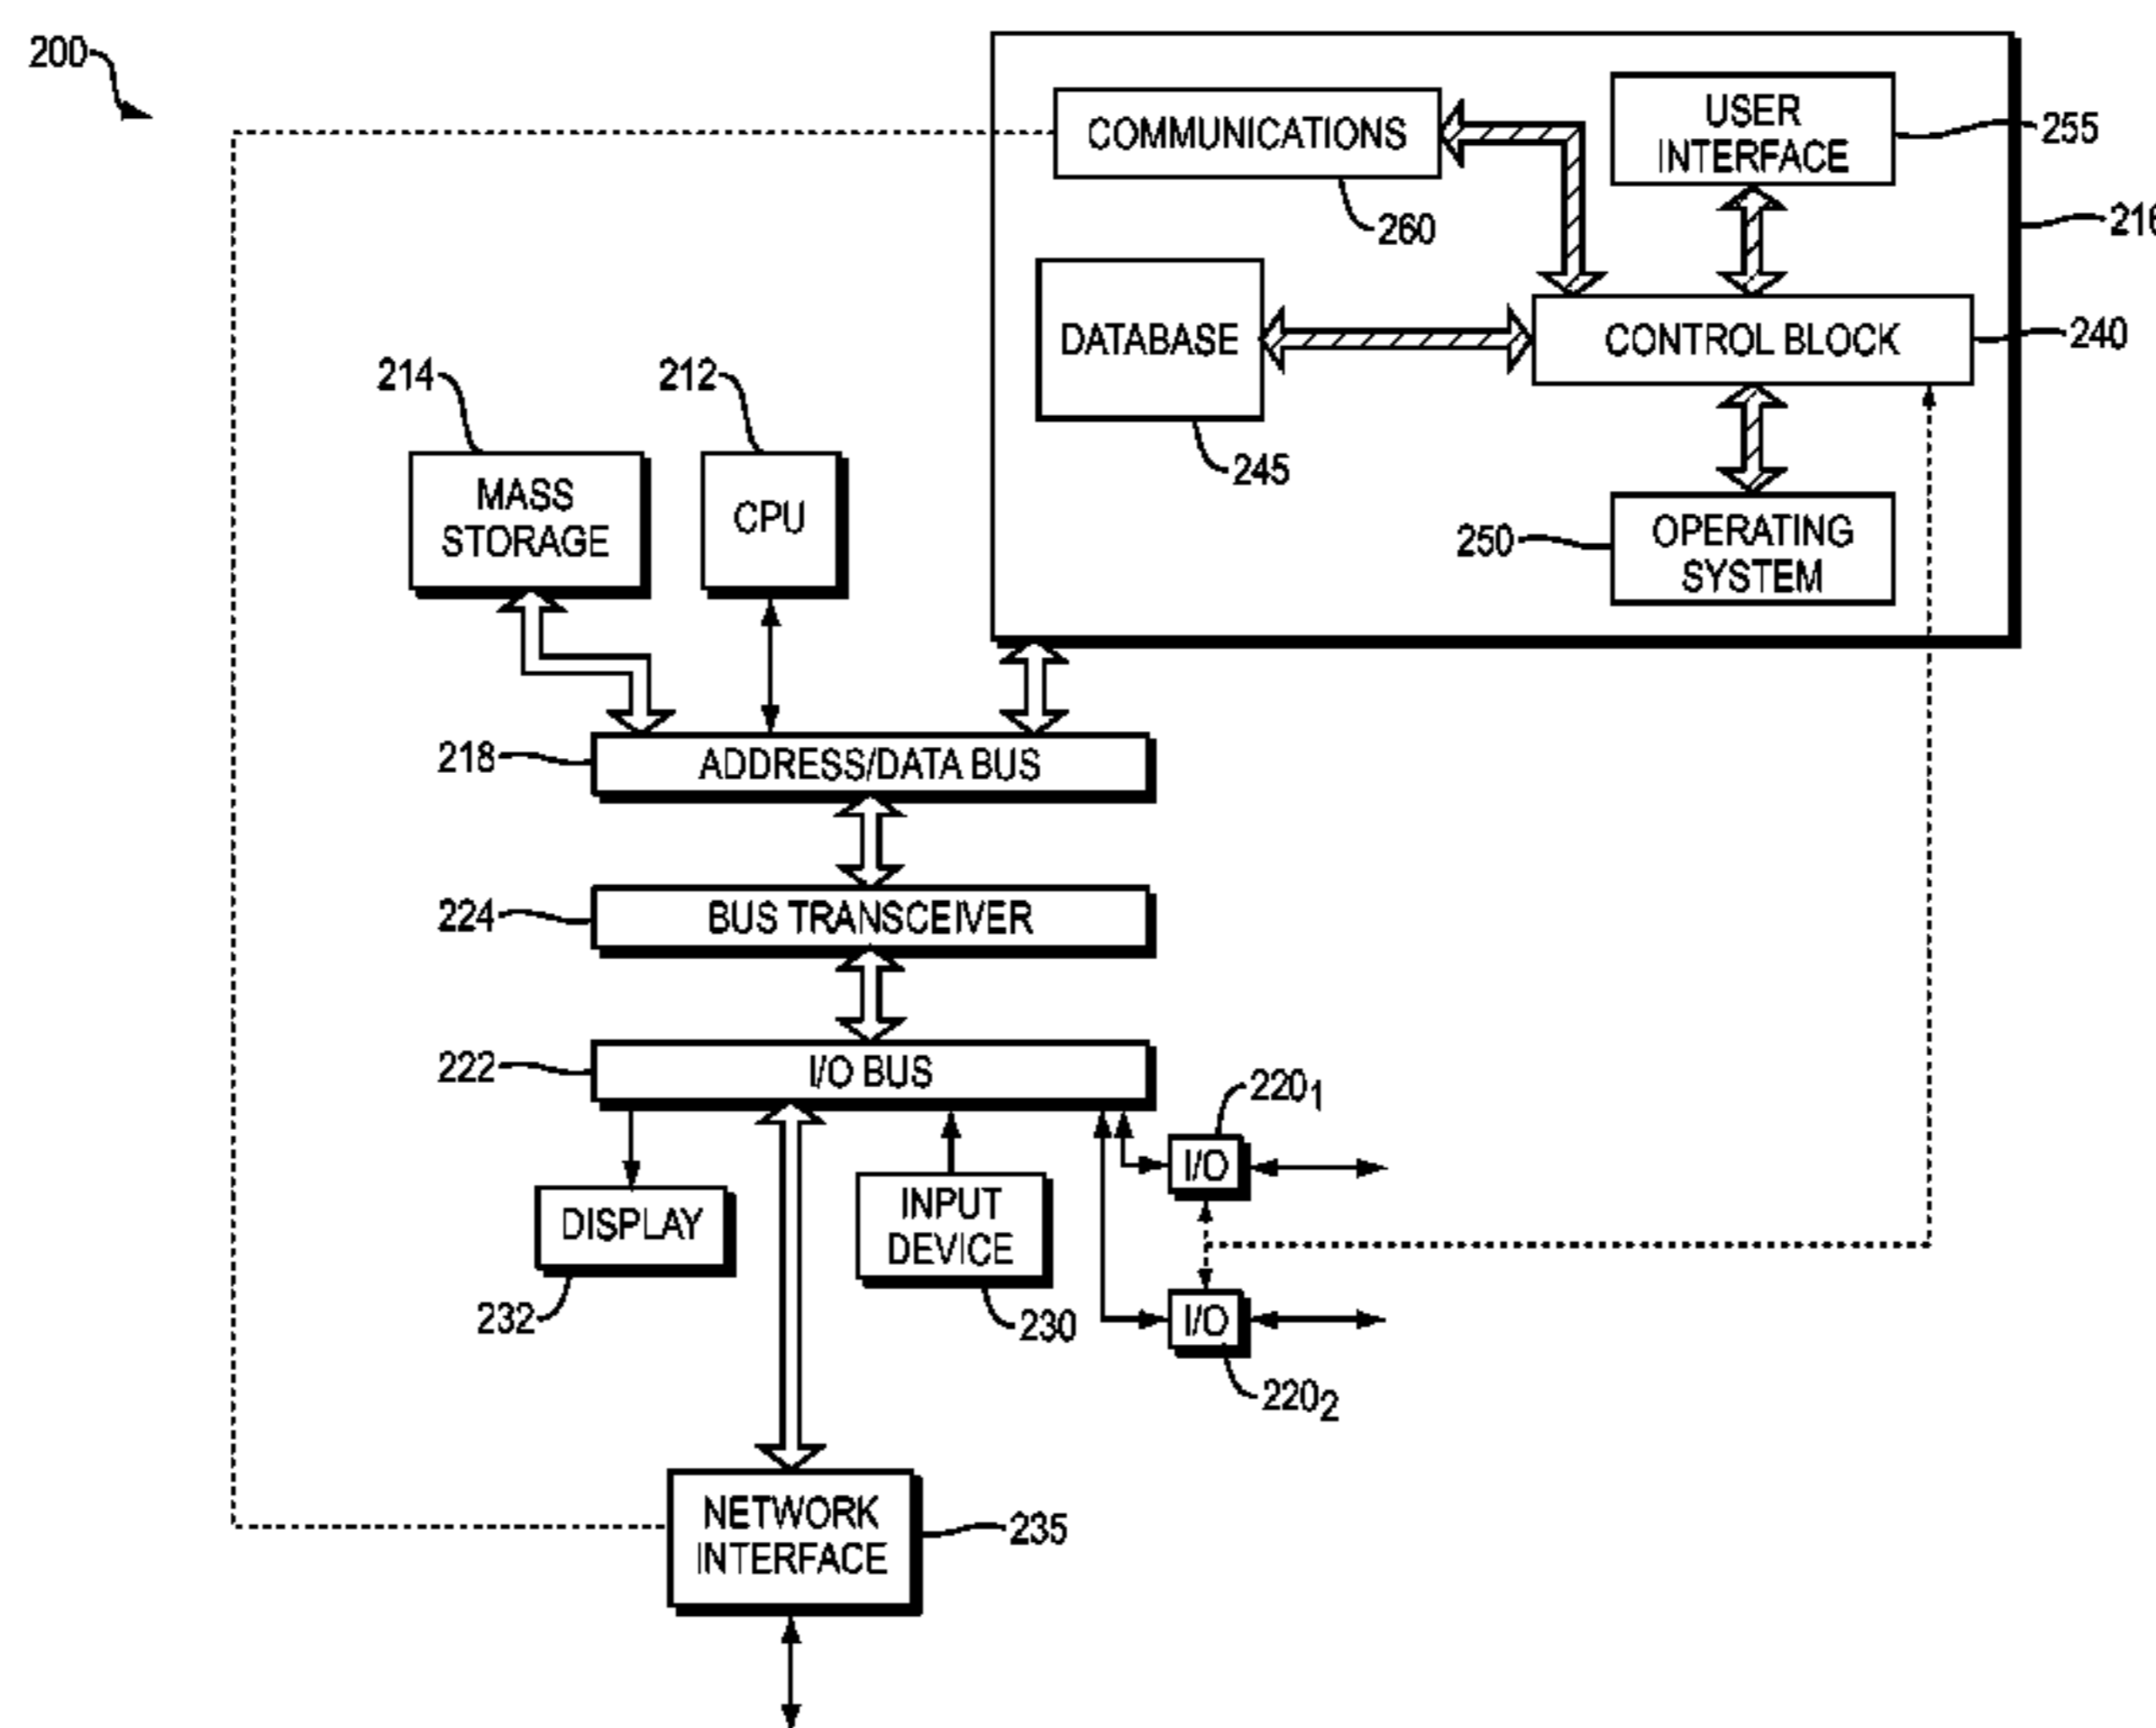 200
COMMUNICATIONS
260
USER
INTERFACE
255
216
DATABASE
245
CONTROL BLOCK
240
250
OPERATING
SYSTEM
214
MASS
STORAGE
212
CPU
218
ADDRESS/DATA BUS
224
BUS TRANSCEIVER
222
I/O BUS
220₁
I/O
DISPLAY
232
INPUT
DEVICE
230
I/O
220₂
NETWORK
INTERFACE
235